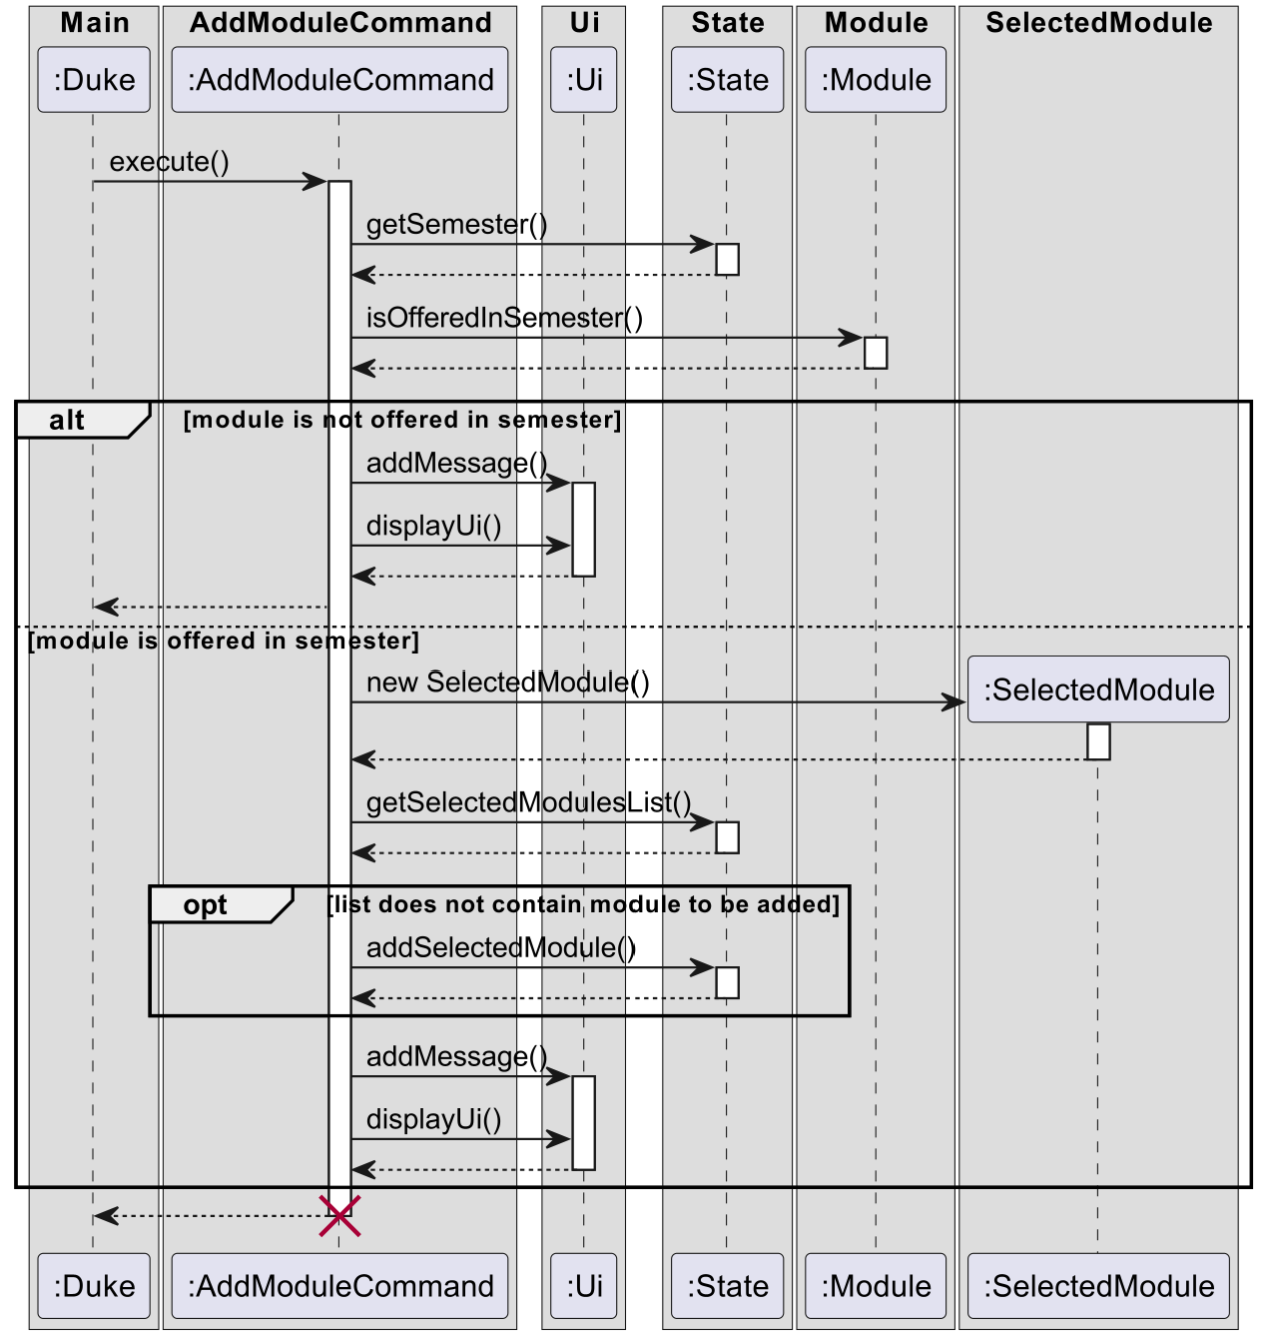 Main AddModuleCommand Ui State Module SelectedModule
:Duke :AddModuleCommand :Ui :State :Module
execute()
getSemester()
isOfferedInSemester()
alt [module is not offered in semester]
addMessage()
displayUi()
[module is offered in semester]
new SelectedModule()
:SelectedModule
getSelectedModulesList()
opt [list does not contain module to be added]
addSelectedModule()
addMessage()
displayUi()
:Duke :AddModuleCommand :Ui :State :Module :SelectedModule